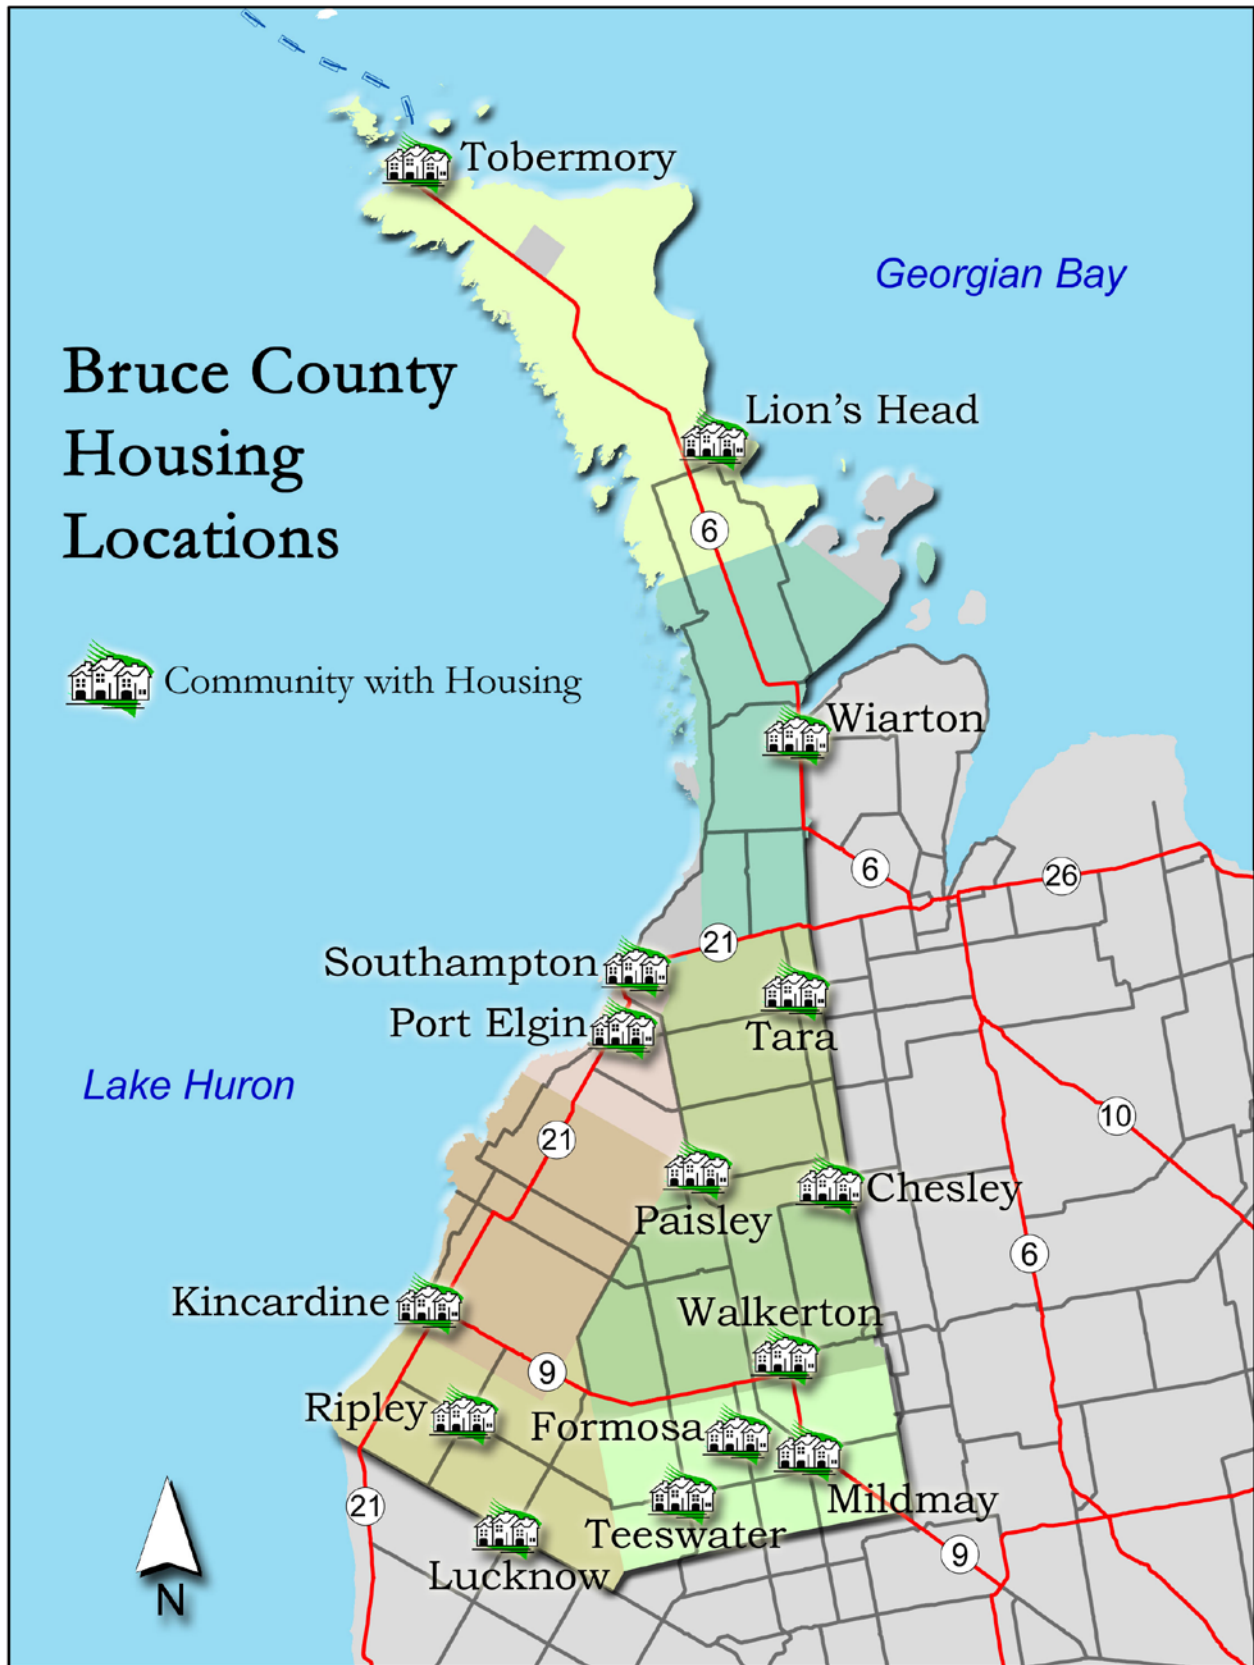 Tobermory
Georgian Bay
Bruce County
Housing
Locations
Lion's Head
6
Community with Housing
Wiarton
6
26
21
Southampton
Port Elgin
Tara
Lake Huron
10
21
Chesley
Paisley
6
Kincardine
Walkerton
9
Ripley
Formosa
21
Mildmay
Teeswater
9
Lucknow
N